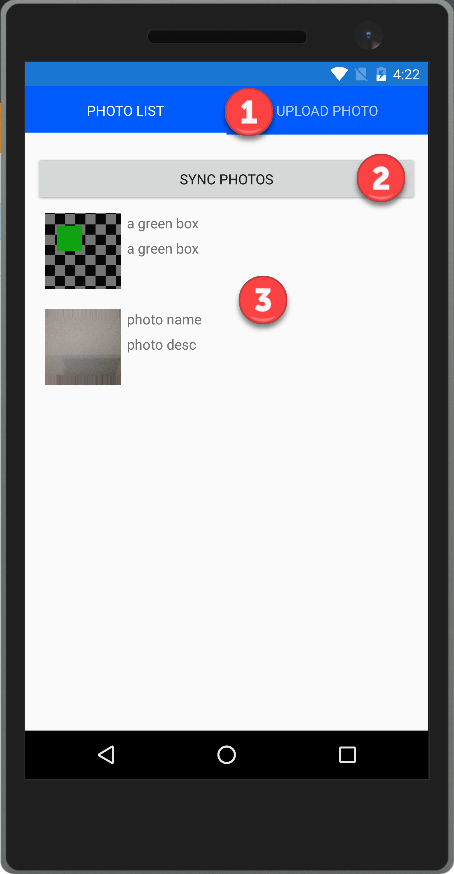 4:22
PHOTO LIST 1 UPLOAD PHOTO
SYNC PHOTOS 2
a green box
a green box
3
photo name
photo desc